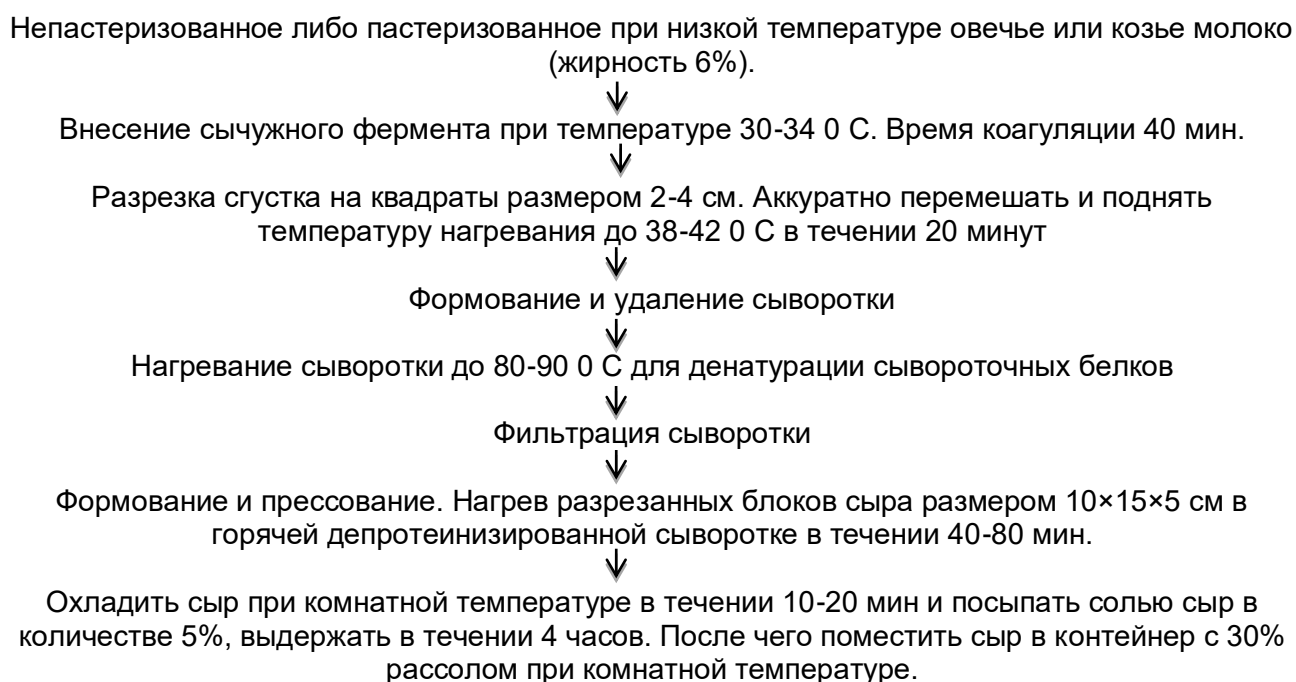 Непастеризованное либо пастеризованное при низкой температуре овечье или козье молоко
(жирность 6%).
Внесение сычужного фермента при температуре 30-34 0 С. Время коагуляции 40 мин.
Разрезка сгустка на квадраты размером 2-4 см. Аккуратно перемешать и поднять
температуру нагревания до 38-42 0 С в течении 20 минут
Формование и удаление сыворотки
Нагревание сыворотки до 80-90 0 С для денатурации сывороточных белков
Фильтрация сыворотки
Формование и прессование. Нагрев разрезанных блоков сыра размером 10×15×5 см в
горячей депротеинизированной сыворотке в течении 40-80 мин.
Охладить сыр при комнатной температуре в течении 10-20 мин и посыпать солью сыр в
количестве 5%, выдержать в течении 4 часов. После чего поместить сыр в контейнер с 30%
рассолом при комнатной температуре.